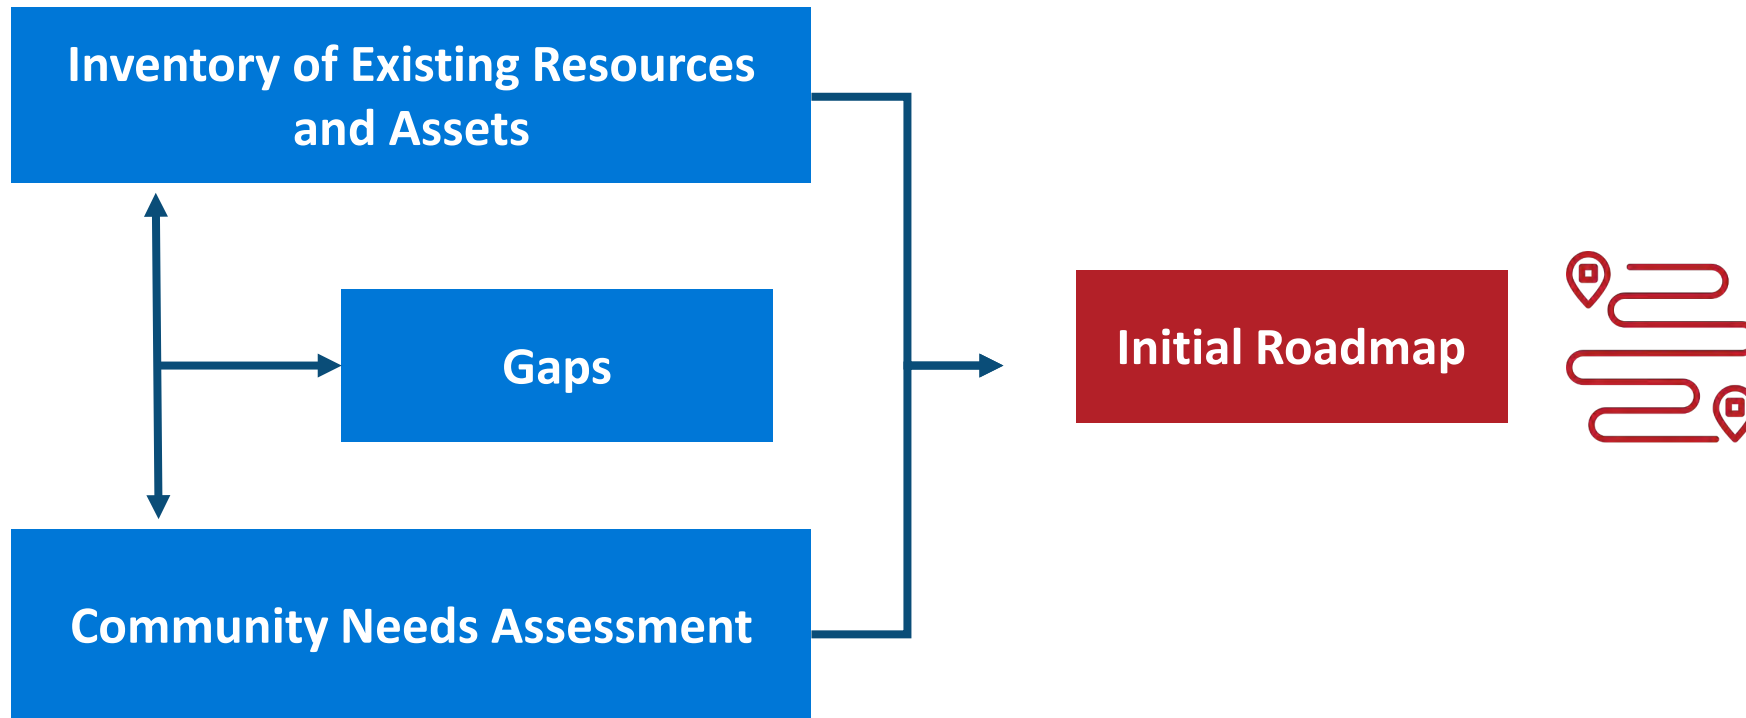 Inventory of Existing Resources
and Assets
Gaps
Initial Roadmap
Community Needs Assessment